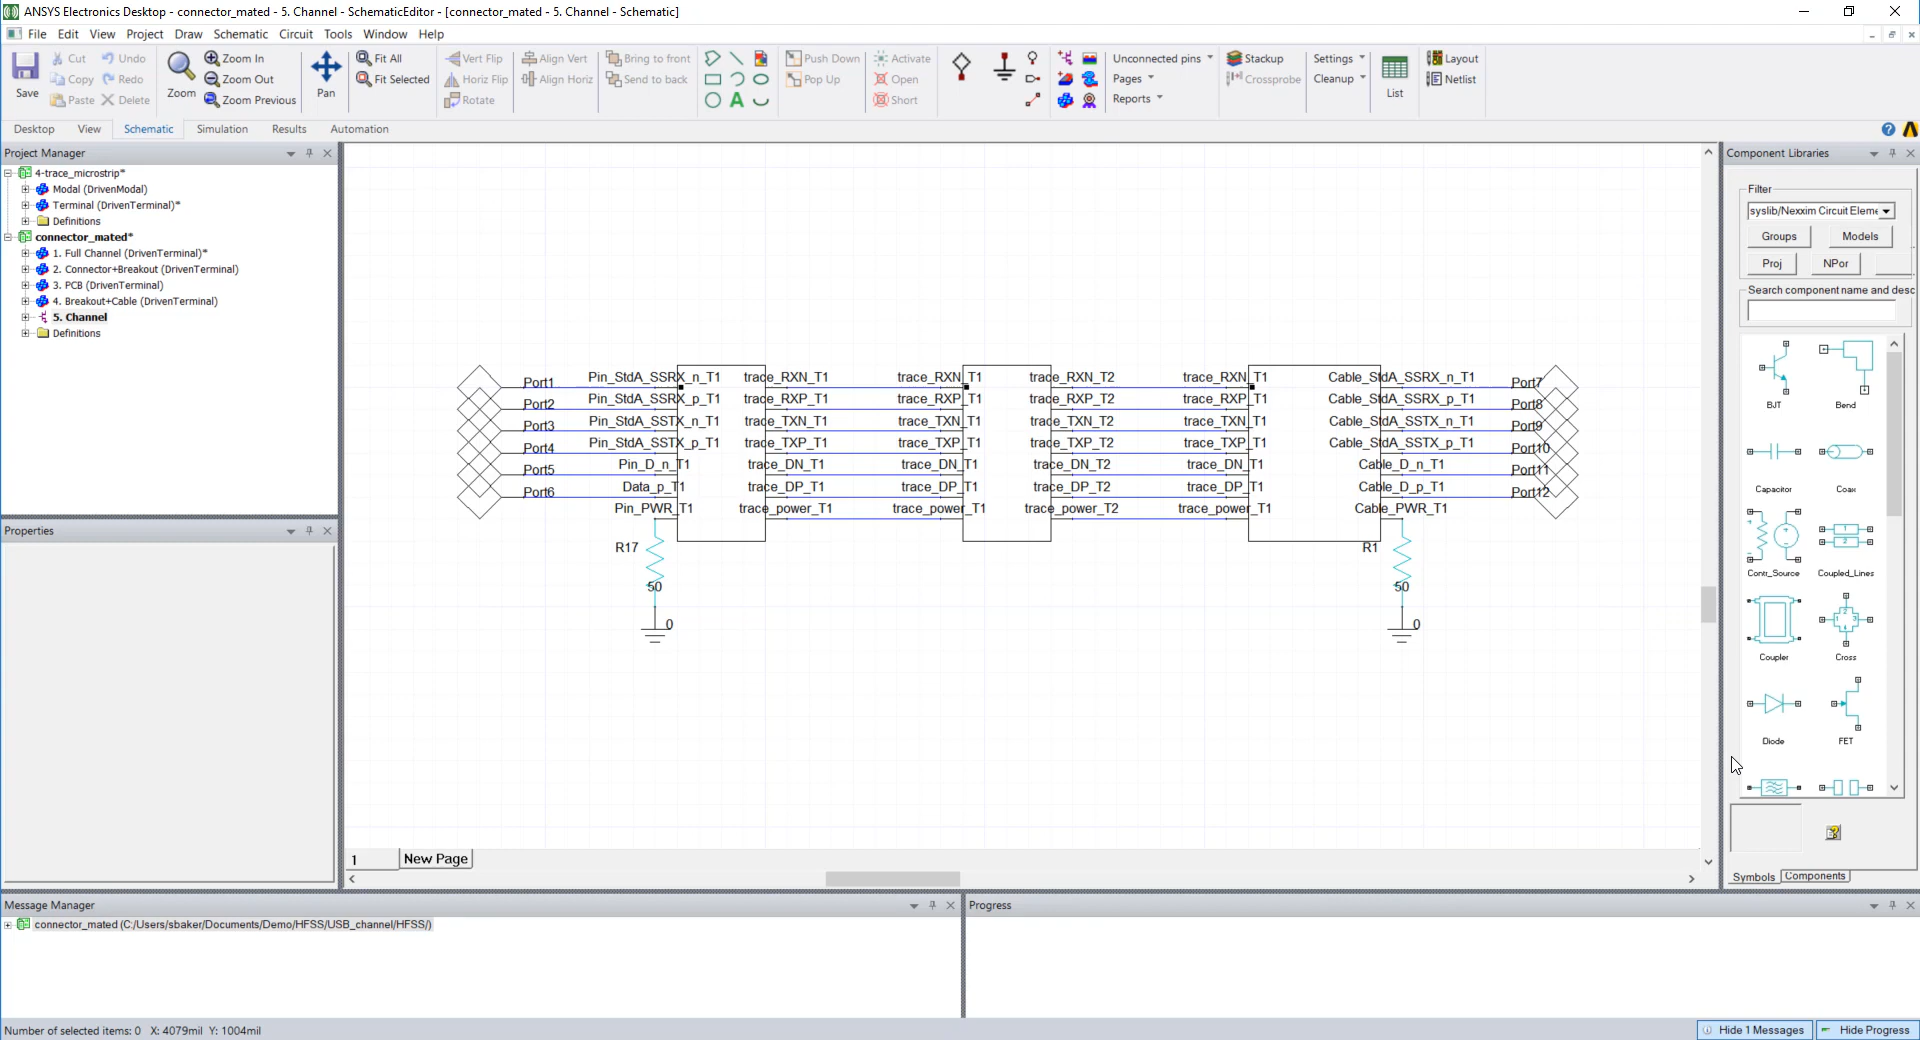 ANSYS Electronics Desktop - connector_mated - 5. Channel - SchematicEditor - [connector_mated - 5. Channel - Schematic]
File Edit View Project Draw Schematic Circuit Tools Window Help
Save
Cut
Copy
Paste
Undo
Redo
Delete
Zoom
Zoom In
Zoom Out
Zoom Previous
Pan
Fit All
Fit Selected
Vert Flip
Horiz Flip
Rotate
Align Vert
Align Horiz
Bring to front
Send to back
Push Down
Pop Up
Activate
Open
Short
Unconnected pins
Pages
Reports
Stackup
Crossprobe
Settings
Cleanup
List
Layout
Netlist
Desktop View Schematic Simulation Results Automation
Project Manager
4-trace_microstrip*
Modal (DrivenModal)
Terminal (DrivenTerminal)*
Definitions
connector_mated*
1. Full Channel (DrivenTerminal)*
2. Connector+Breakout (DrivenTerminal)
3. PCB (DrivenTerminal)
4. Breakout+Cable (DrivenTerminal)
5. Channel
Definitions
Properties
Port1 Pin_StdA_SSRX_n_T1 trace_RXN_T1 trace_RXN_T1 trace_RXN_T2 trace_RXN_T1 Cable_StdA_SSRX_n_T1 Port7
Port2 Pin_StdA_SSRX_p_T1 trace_RXP_T1 trace_RXP_T1 trace_RXP_T2 trace_RXP_T1 Cable_StdA_SSRX_p_T1 Port8
Port3 Pin_StdA_SSTX_n_T1 trace_TXN_T1 trace_TXN_T1 trace_TXN_T2 trace_TXN_T1 Cable_StdA_SSTX_n_T1 Port9
Port4 Pin_StdA_SSTX_p_T1 trace_TXP_T1 trace_TXP_T1 trace_TXP_T2 trace_TXP_T1 Cable_StdA_SSTX_p_T1 Port10
Port5 Pin_D_n_T1 trace_DN_T1 trace_DN_T1 trace_DN_T2 trace_DN_T1 Cable_D_n_T1 Port11
Port6 Data_p_T1 trace_DP_T1 trace_DP_T1 trace_DP_T2 trace_DP_T1 Cable_D_p_T1 Port12
Pin_PWR_T1 trace_power_T1 trace_power_T1 trace_power_T2 trace_power_T1 Cable_PWR_T1
R17 R1
50 50
0 0
1 New Page
Component Libraries
Filter
syslib/Nexxim Circuit Eleme
Groups Models
Proj NPor
Search component name and desc
BJT Bend
Capacitor Coax
Contr_Source Coupled_Lines
Coupler Cross
Diode FET
Symbols Components
Message Manager
connector_mated (C:/Users/sbaker/Documents/Demo/HFSS/USB_channel/HFSS/)
Progress
Number of selected items: 0 X: 4079mil Y: 1004mil
Hide 1 Messages Hide Progress